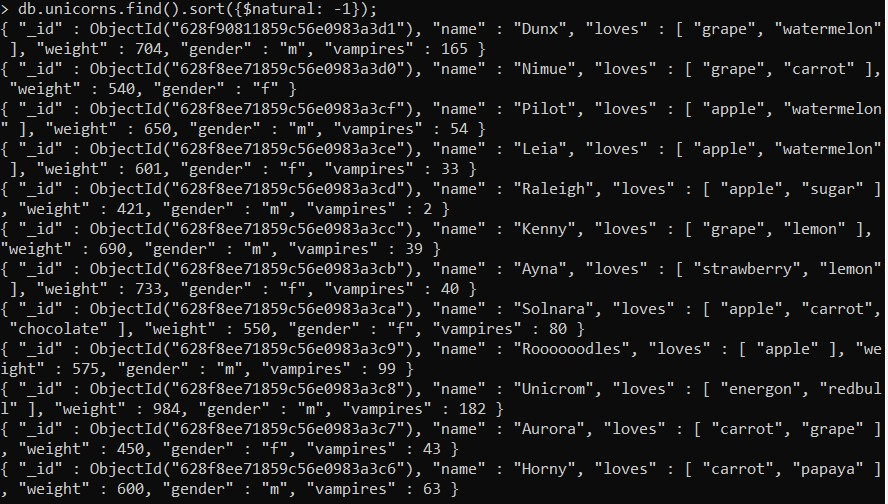 > db.unicorns.find().sort({$natural: -1});
{ "_id" : ObjectId("628f90811859c56e0983a3d1"), "name" : "Dunx", "loves" : [ "grape", "watermelon"
 ], "weight" : 704, "gender" : "m", "vampires" : 165 }
{ "_id" : ObjectId("628f8ee71859c56e0983a3d0"), "name" : "Nimue", "loves" : [ "grape", "carrot" ],
 "weight" : 540, "gender" : "f" }
{ "_id" : ObjectId("628f8ee71859c56e0983a3cf"), "name" : "Pilot", "loves" : [ "apple", "watermelon
" ], "weight" : 650, "gender" : "m", "vampires" : 54 }
{ "_id" : ObjectId("628f8ee71859c56e0983a3ce"), "name" : "Leia", "loves" : [ "apple", "watermelon"
 ], "weight" : 601, "gender" : "f", "vampires" : 33 }
{ "_id" : ObjectId("628f8ee71859c56e0983a3cd"), "name" : "Raleigh", "loves" : [ "apple", "sugar" ]
, "weight" : 421, "gender" : "m", "vampires" : 2 }
{ "_id" : ObjectId("628f8ee71859c56e0983a3cc"), "name" : "Kenny", "loves" : [ "grape", "lemon" ],
"weight" : 690, "gender" : "m", "vampires" : 39 }
{ "_id" : ObjectId("628f8ee71859c56e0983a3cb"), "name" : "Ayna", "loves" : [ "strawberry", "lemon"
 ], "weight" : 733, "gender" : "f", "vampires" : 40 }
{ "_id" : ObjectId("628f8ee71859c56e0983a3ca"), "name" : "Solnara", "loves" : [ "apple", "carrot",
 "chocolate" ], "weight" : 550, "gender" : "f", "vampires" : 80 }
{ "_id" : ObjectId("628f8ee71859c56e0983a3c9"), "name" : "Roooooodles", "loves" : [ "apple" ], "we
ight" : 575, "gender" : "m", "vampires" : 99 }
{ "_id" : ObjectId("628f8ee71859c56e0983a3c8"), "name" : "Unicrom", "loves" : [ "energon", "redbul
l" ], "weight" : 984, "gender" : "m", "vampires" : 182 }
{ "_id" : ObjectId("628f8ee71859c56e0983a3c7"), "name" : "Aurora", "loves" : [ "carrot", "grape" ]
, "weight" : 450, "gender" : "f", "vampires" : 43 }
{ "_id" : ObjectId("628f8ee71859c56e0983a3c6"), "name" : "Horny", "loves" : [ "carrot", "papaya" ]
, "weight" : 600, "gender" : "m", "vampires" : 63 }